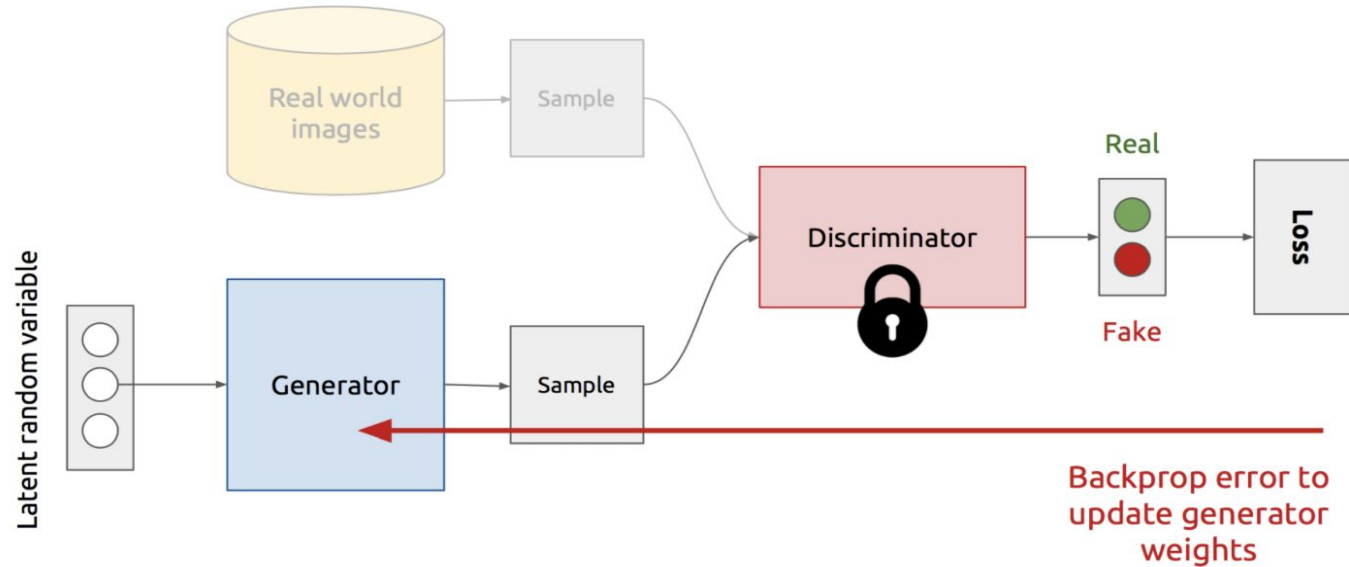 Real world
images
Sample
Real
Discriminator
Loss
Fake
Latent random variable
Generator
Sample
Backprop error to
update generator
weights